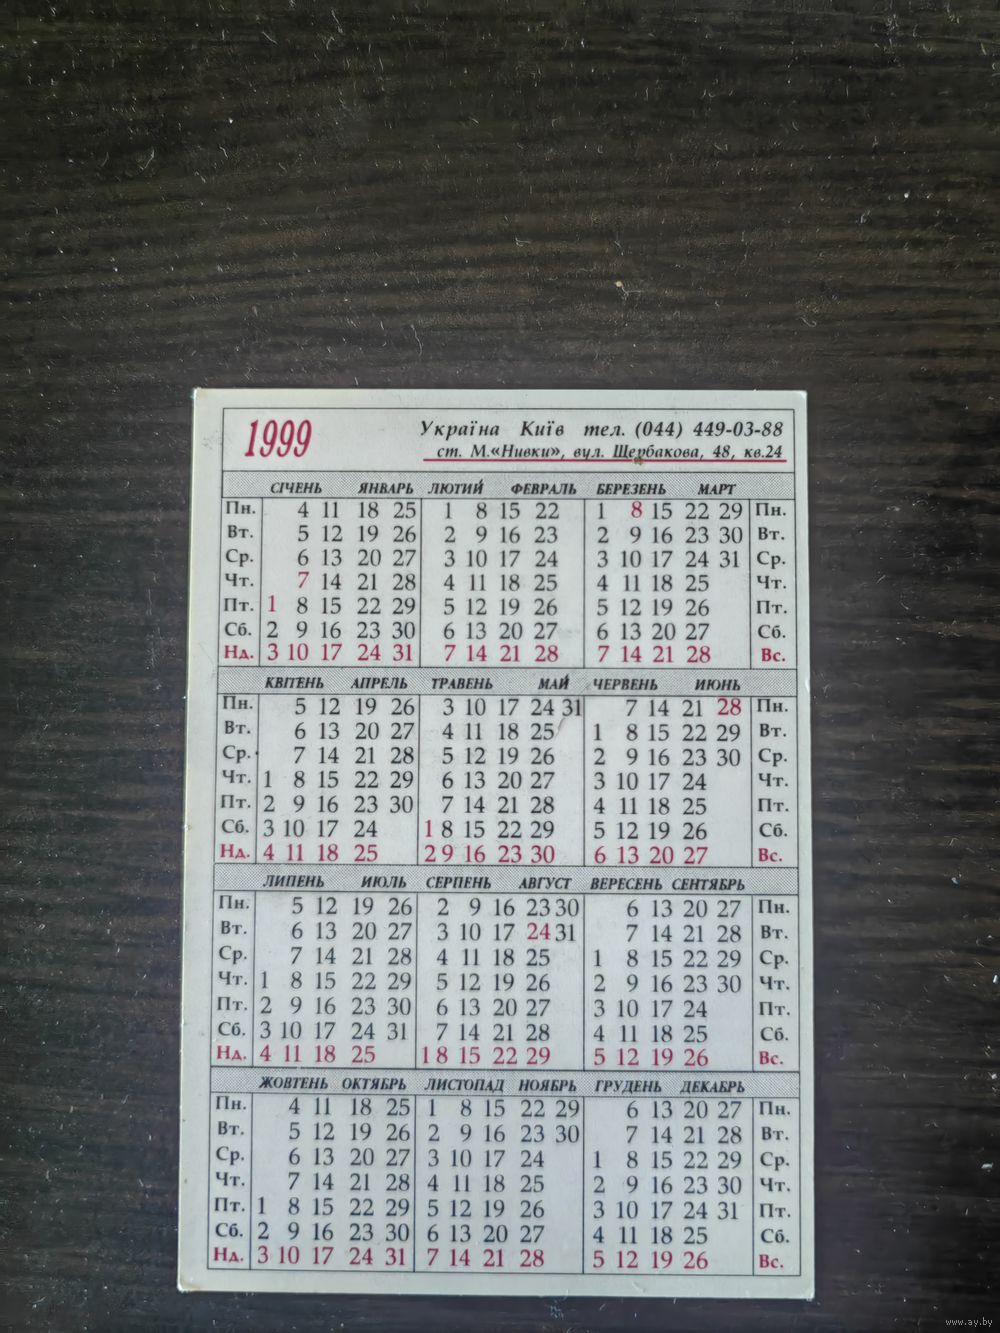 1999
Україна Київ тел. (044) 449-03-88
ст. М.«Нивки», вул. Щербакова, 48, кв.24
СІЧЕНЬ ЯНВАРЬ ЛЮТИЙ ФЕВРАЛЬ БЕРЕЗЕНЬ МАРТ
Пн. 4 11 18 25 1 8 15 22 1 8 15 22 29 Пн.
Вт. 5 12 19 26 2 9 16 23 2 9 16 23 30 Вт.
Ср. 6 13 20 27 3 10 17 24 3 10 17 24 31 Ср.
Чт. 7 14 21 28 4 11 18 25 4 11 18 25 Чт.
Пт. 1 8 15 22 29 5 12 19 26 5 12 19 26 Пт.
Сб. 2 9 16 23 30 6 13 20 27 6 13 20 27 Сб.
Нд. 3 10 17 24 31 7 14 21 28 7 14 21 28 Вс.
КВІТЕНЬ АПРЕЛЬ ТРАВЕНЬ МАЙ ЧЕРВЕНЬ ИЮНЬ
Пн. 5 12 19 26 3 10 17 24 31 7 14 21 28 Пн.
Вт. 6 13 20 27 4 11 18 25 1 8 15 22 29 Вт.
Ср. 7 14 21 28 5 12 19 26 2 9 16 23 30 Ср.
Чт. 1 8 15 22 29 6 13 20 27 3 10 17 24 Чт.
Пт. 2 9 16 23 30 7 14 21 28 4 11 18 25 Пт.
Сб. 3 10 17 24 1 8 15 22 29 5 12 19 26 Сб.
Нд. 4 11 18 25 2 9 16 23 30 6 13 20 27 Вс.
ЛИПЕНЬ ИЮЛЬ СЕРПЕНЬ АВГУСТ ВЕРЕСЕНЬ СЕНТЯБРЬ
Пн. 5 12 19 26 2 9 16 23 30 6 13 20 27 Пн.
Вт. 6 13 20 27 3 10 17 24 31 7 14 21 28 Вт.
Ср. 7 14 21 28 4 11 18 25 1 8 15 22 29 Ср.
Чт. 1 8 15 22 29 5 12 19 26 2 9 16 23 30 Чт.
Пт. 2 9 16 23 30 6 13 20 27 3 10 17 24 Пт.
Сб. 3 10 17 24 31 7 14 21 28 4 11 18 25 Сб.
Нд. 4 11 18 25 1 8 15 22 29 5 12 19 26 Вс.
ЖОВТЕНЬ ОКТЯБРЬ ЛИСТОПАД НОЯБРЬ ГРУДЕНЬ ДЕКАБРЬ
Пн. 4 11 18 25 1 8 15 22 29 6 13 20 27 Пн.
Вт. 5 12 19 26 2 9 16 23 30 7 14 21 28 Вт.
Ср. 6 13 20 27 3 10 17 24 1 8 15 22 29 Ср.
Чт. 7 14 21 28 4 11 18 25 2 9 16 23 30 Чт.
Пт. 1 8 15 22 29 5 12 19 26 3 10 17 24 31 Пт.
Сб. 2 9 16 23 30 6 13 20 27 4 11 18 25 Сб.
Нд. 3 10 17 24 31 7 14 21 28 5 12 19 26 Вс.
www.ay.by